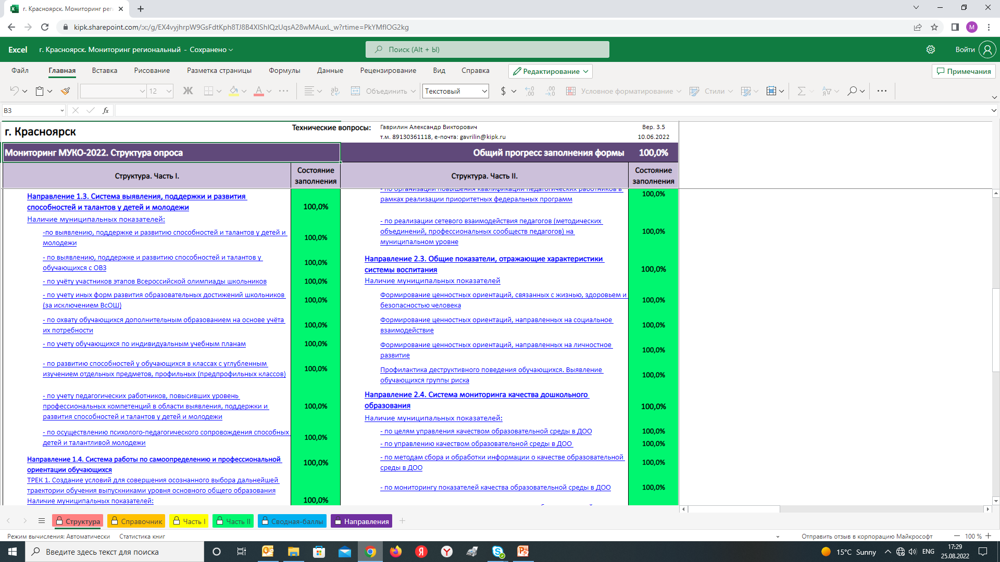 г. Красноярск. Мониторинг реги
kipk.sharepoint.com/:x:/g/EX4vyjhrpW9GsFdtKph8TJ8B4XlShlQzUqsA28wMAuxL_w?rtime=PkYMflOG2kg
M
Excel
г. Красноярск. Мониторинг региональный - Сохранено
Поиск (Alt + Ы)
Войти
Файл
Главная
Вставка
Рисование
Разметка страницы
Формулы
Данные
Рецензирование
Вид
Справка
Редактирование
Примечания
12
Ж
А
Объединить
Текстовый
$
Условное форматирование
Стили
B3
fx
г. Красноярск
Технические вопросы:
Гаврилин Александр Викторович
т.м. 89130361118, е-почта: gavrilin@kipk.ru
Вер. 3.5
10.06.2022
Мониторинг МУКО-2022. Структура опроса
Общий прогресс заполнения формы
100,0%
Структура. Часть I.
Состояние
заполнения
Структура. Часть II.
Состояние
заполнения
Направление 1.3. Система выявления, поддержки и развития
способностей и талантов у детей и молодежи
100,0%
Наличие муниципальных показателей:
-по выявлению, поддержке и развитию способностей и талантов у детей и
молодежи
100,0%
- по выявлению, поддержке и развитию способностей и талантов у
обучающихся с ОВЗ
100,0%
- по учёту участников этапов Всероссийской олимпиады школьников
100,0%
- по учету иных форм развития образовательных достижений школьников
(за исключением ВсОШ)
100,0%
- по охвату обучающихся дополнительным образованием на основе учёта
их потребности
100,0%
- по учету обучающихся по индивидуальным учебным планам
100,0%
- по развитию способностей у обучающихся в классах с углубленным
изучением отдельных предметов, профильных (предпрофильных классов)
100,0%
- по учету педагогических работников, повысивших уровень
профессиональных компетенций в области выявления, поддержки и
развития способностей и талантов у детей и молодежи
100,0%
- по осуществлению психолого-педагогического сопровождения способных
детей и талантливой молодежи
100,0%
Направление 1.4. Система работы по самоопределению и профессиональной
ориентации обучающихся
100,0%
ТРЕК 1. Создание условий для совершения осознанного выбора дальнейшей
траектории обучения выпускниками уровня основного общего образования
Наличие муниципальных показателей:
100,0%
- по организации повышения квалификации педагогических работников в
рамках реализации приоритетных федеральных программ
100,0%
- по реализации сетевого взаимодействия педагогов (методических
объединений, профессиональных сообществ педагогов) на
муниципальном уровне
100,0%
Направление 2.3. Общие показатели, отражающие характеристики
системы воспитания
100,0%
Наличие муниципальных показателей
Формирование ценностных ориентаций, связанных с жизнью, здоровьем и
безопасностью человека
100,0%
Формирование ценностных ориентаций, направленных на социальное
взаимодействие
100,0%
Формирование ценностных ориентаций, направленных на личностное
развитие
100,0%
Профилактика деструктивного поведения обучающихся. Выявление
обучающихся группы риска
100,0%
Направление 2.4. Система мониторинга качества дошкольного
образования
100,0%
Наличие муниципальных показателей:
- по целям управления качеством образовательной среды в ДОО
100,0%
- по управлению качеством образовательной среды в ДОО
100,0%
- по методам сбора и обработки информации о качестве образовательной
среды в ДОО
100,0%
- по мониторингу показателей качества образовательной среды в ДОО
100,0%
Структура
Справочник
Часть I
Часть II
Сводная-баллы
Направления
Режим вычисления: Автоматически
Статистика книг
Отправить отзыв в корпорацию Майкрософт
100 %
Введите здесь текст для поиска
15°C Sunny
ENG
17:29
25.08.2022